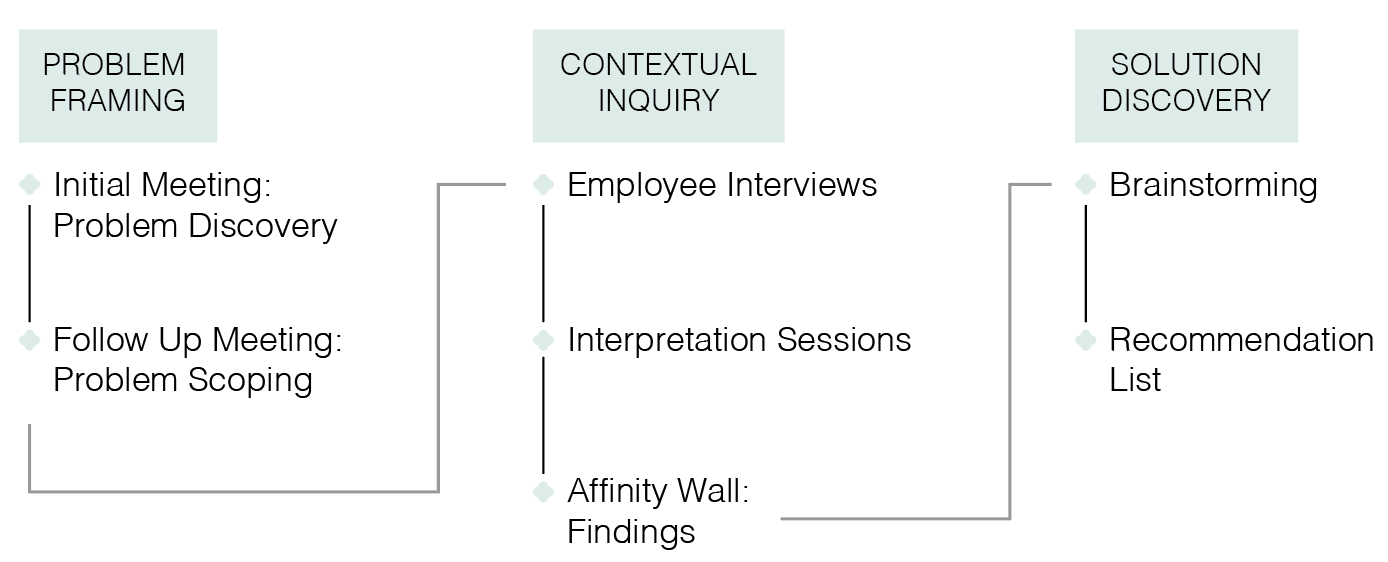 PROBLEM
FRAMING
Initial Meeting:
Problem Discovery
Follow Up Meeting:
Problem Scoping
CONTEXTUAL
INQUIRY
Employee Interviews
Interpretation Sessions
Affinity Wall:
Findings
SOLUTION
DISCOVERY
Brainstorming
Recommendation
List